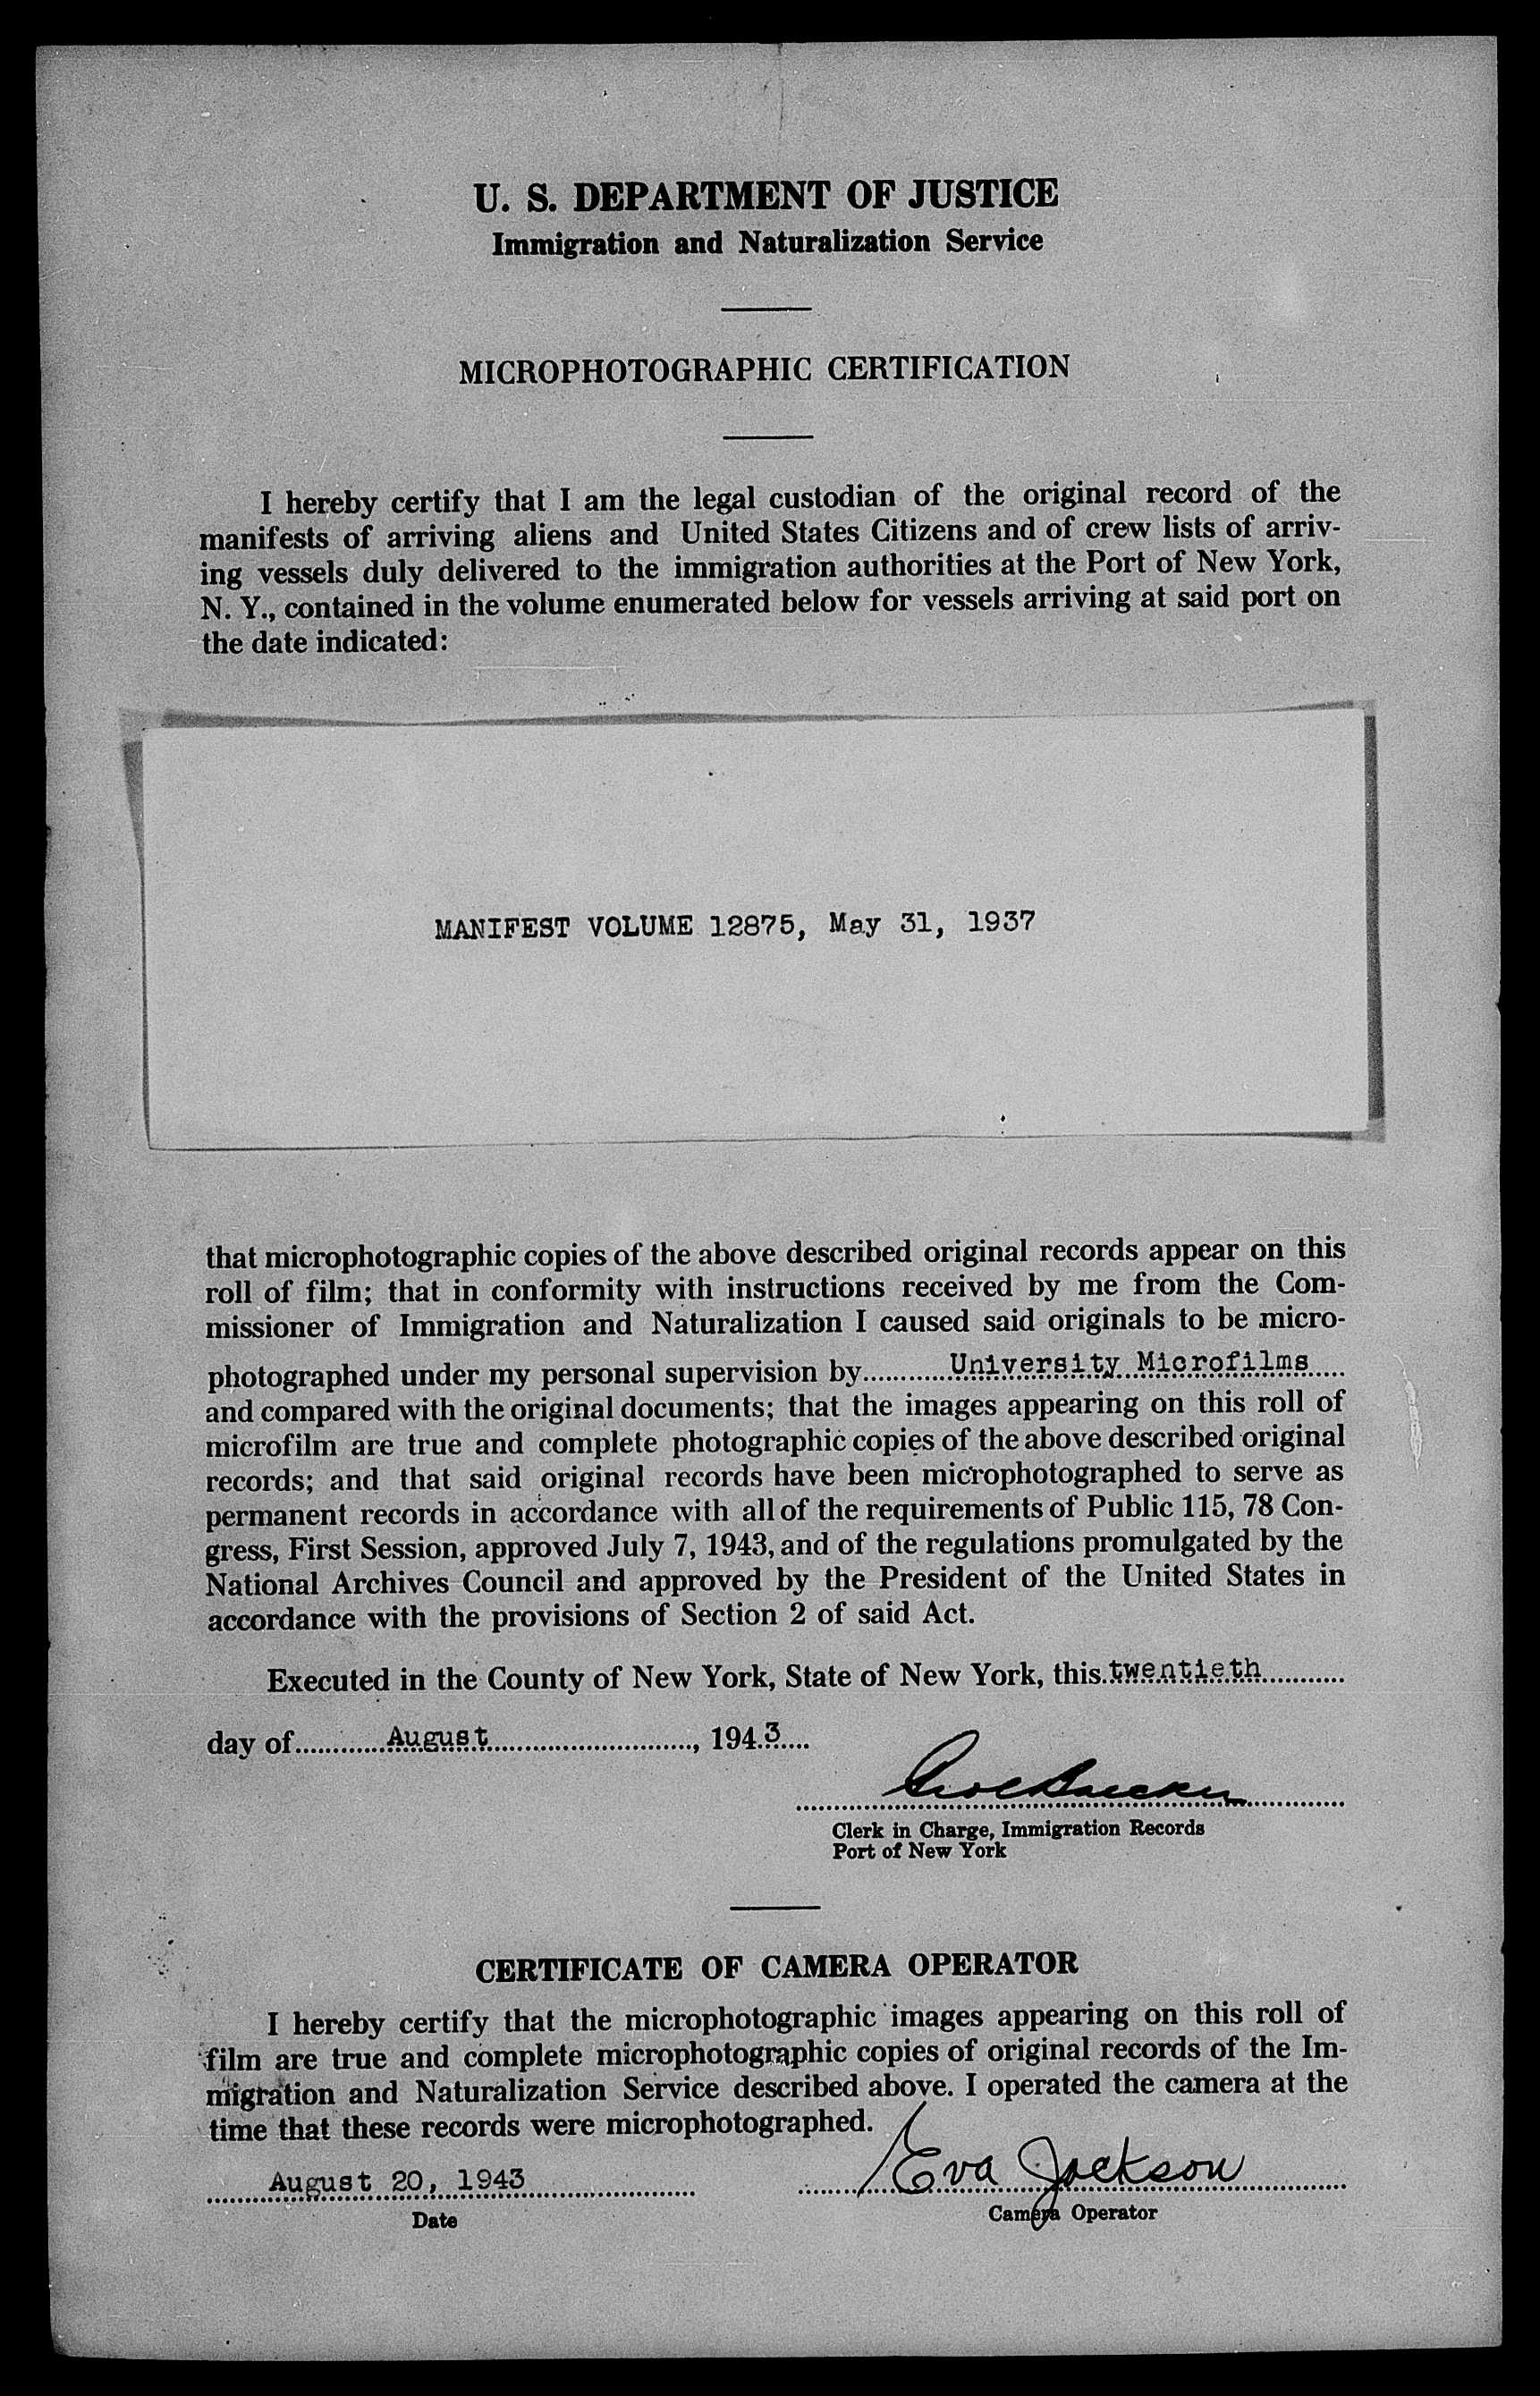 U. S. DEPARTMENT OF JUSTICE
Immigration and Naturalization Service
MICROPHOTOGRAPHIC CERTIFICATION
I hereby certify that I am the legal custodian of the original record of the
manifests of arriving aliens and United States Citizens and of crew lists of arriv-
ing vessels duly delivered to the immigration authorities at the Port of New York,
N. Y., contained in the volume enumerated below for vessels arriving at said port on
the date indicated:
MANIFEST VOLUME 12875, May 31, 1937
that microphotographic copies of the above described original records appear on this
roll of film; that in conformity with instructions received by me from the Com-
missioner of Immigration and Naturalization I caused said originals to be micro-
photographed under my personal supervision by University Microfilms
and compared with the original documents; that the images appearing on this roll of
microfilm are true and complete photographic copies of the above described original
records; and that said original records have been microphotographed to serve as
permanent records in accordance with all of the requirements of Public 115, 78 Con-
gress, First Session, approved July 7, 1943, and of the regulations promulgated by the
National Archives Council and approved by the President of the United States in
accordance with the provisions of Section 2 of said Act.
Executed in the County of New York, State of New York, this twentieth
day of August, 1943
Clerk in Charge, Immigration Records
Port of New York
CERTIFICATE OF CAMERA OPERATOR
I hereby certify that the microphotographic images appearing on this roll of
film are true and complete microphotographic copies of original records of the Im-
migration and Naturalization Service described above. I operated the camera at the
time that these records were microphotographed.
August 20, 1943 Eva Jackson
Date Camera Operator